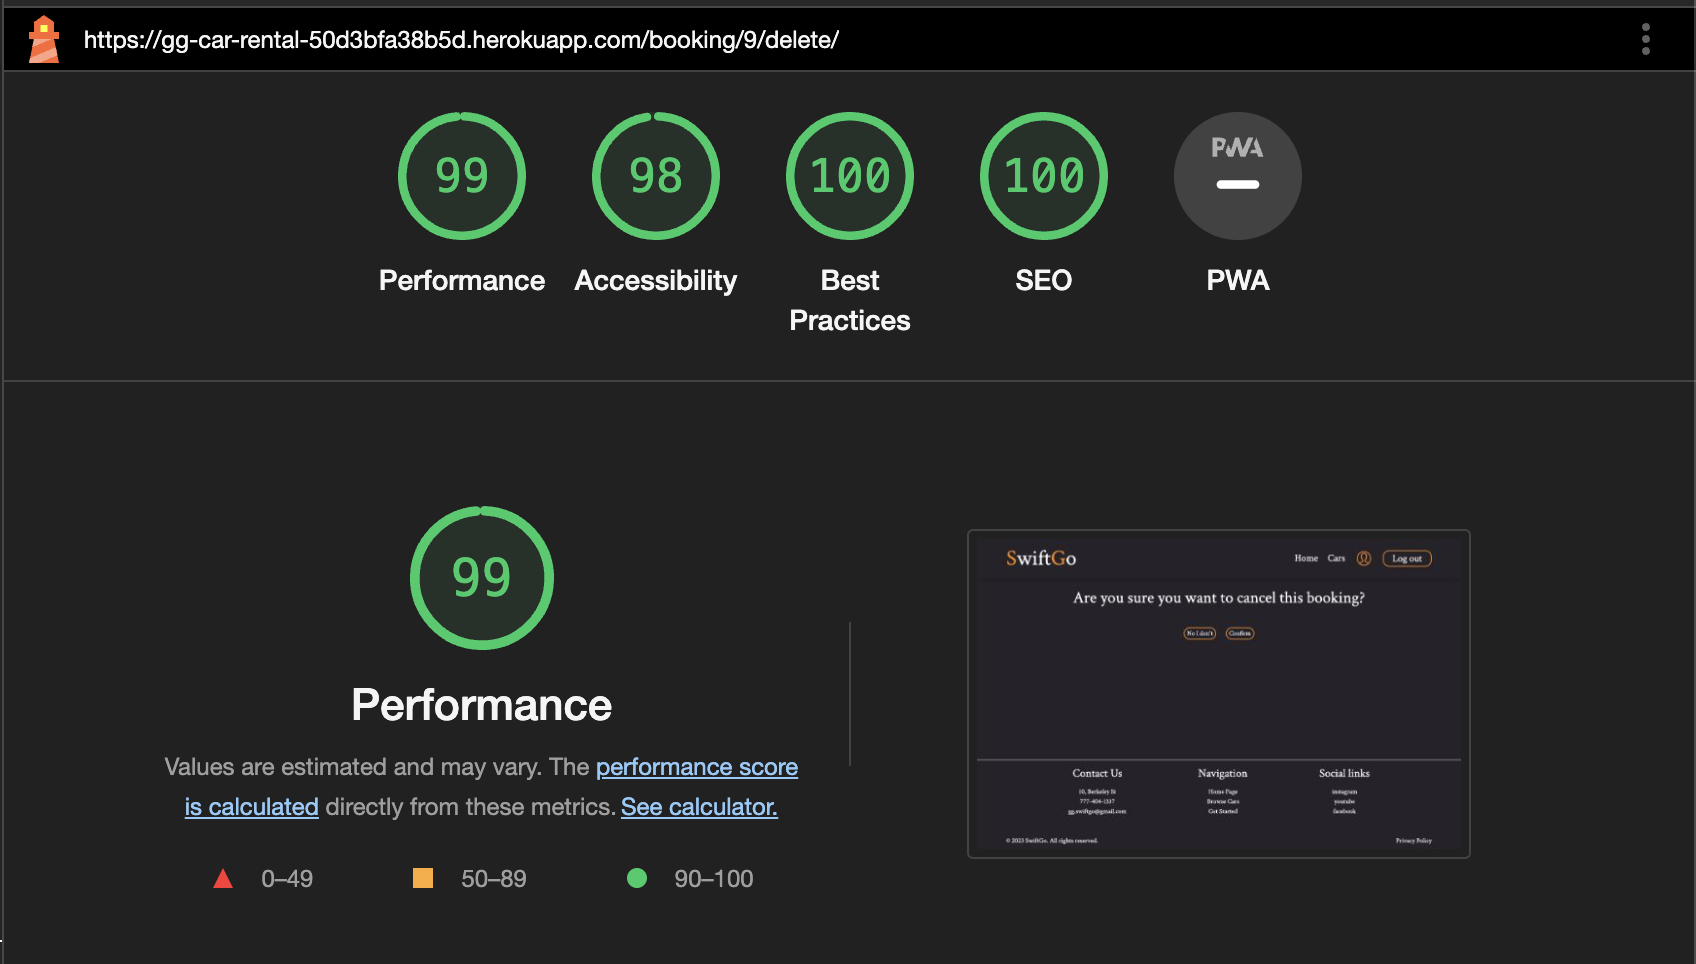 https://gg-car-rental-50d3bfa38b5d.herokuapp.com/booking/9/delete/
99
98
100
100
PWA
Performance
Accessibility
Best
Practices
SEO
PWA
99
Performance
Values are estimated and may vary. The performance score
is calculated directly from these metrics. See calculator.
0–49
50–89
90–100
SwiftGo
Home
Cars
Log out
Are you sure you want to cancel this booking?
No I don't
Confirm
Contact Us
Navigation
Social links
10, Berkeley St
Home Page
instagram
777-404-1337
Browse Cars
youtube
gg.swiftgo@gmail.com
Get Started
facebook
© 2023 SwiftGo. All rights reserved.
Privacy Policy